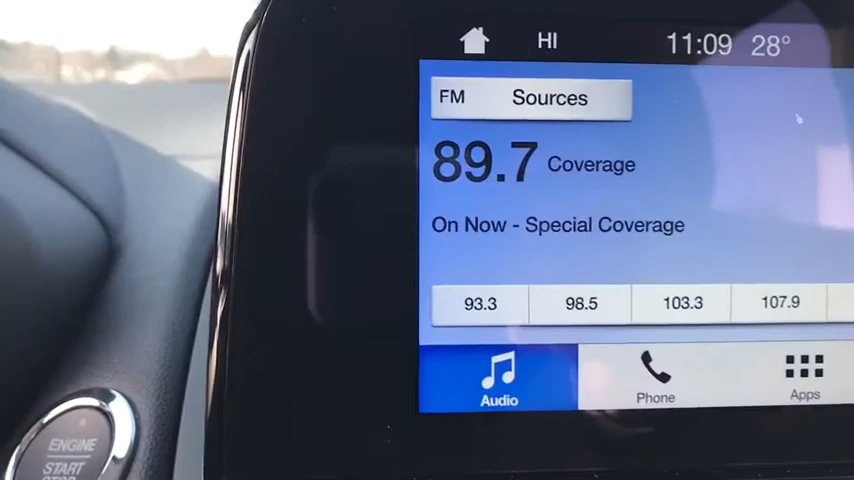 HI 11:09 28°
FM Sources
89.7 Coverage
On Now - Special Coverage
93.3 98.5 103.3 107.9
Audio Phone Apps
ENGINE
START
STOP